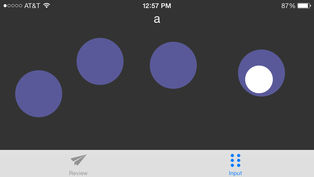 AT&T 12:57 PM 87%
a
Review Input